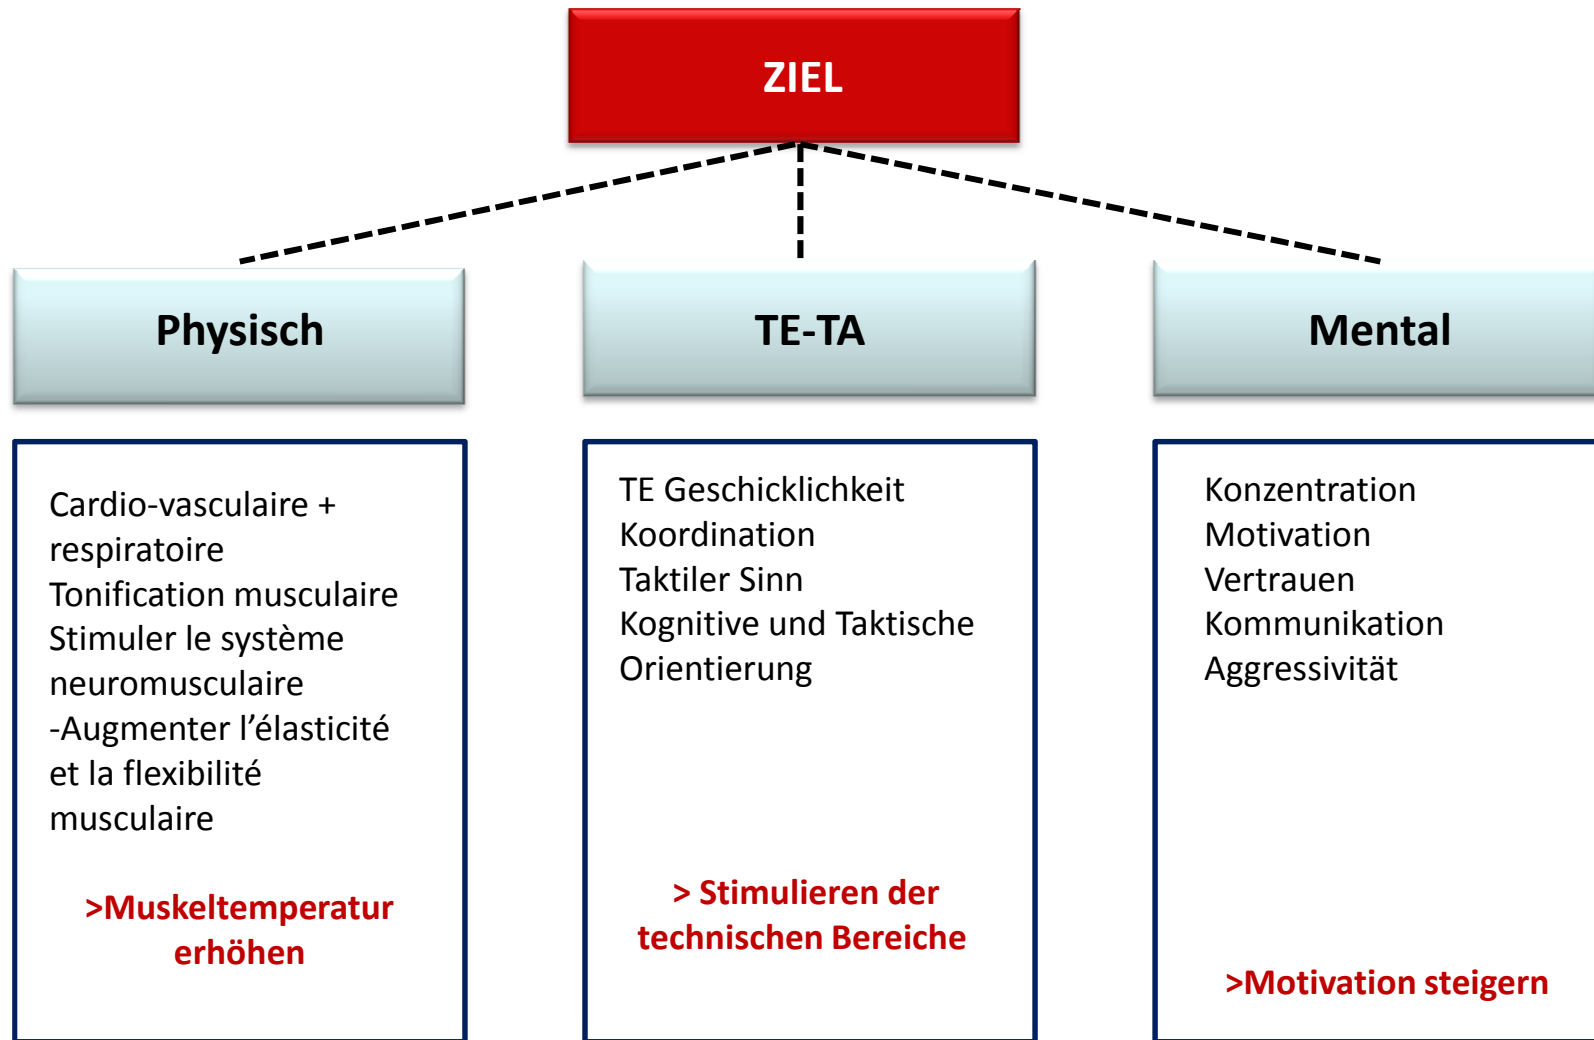 ZIEL
Physisch
TE-TA
Mental
Cardio-vasculaire +
respiratoire
Tonification musculaire
Stimuler le système
neuromusculaire
-Augmenter l’élasticité
et la flexibilité
musculaire
>Muskeltemperatur
erhöhen
TE Geschicklichkeit
Koordination
Taktiler Sinn
Kognitive und Taktische
Orientierung
> Stimulieren der
technischen Bereiche
Konzentration
Motivation
Vertrauen
Kommunikation
Aggressivität
>Motivation steigern